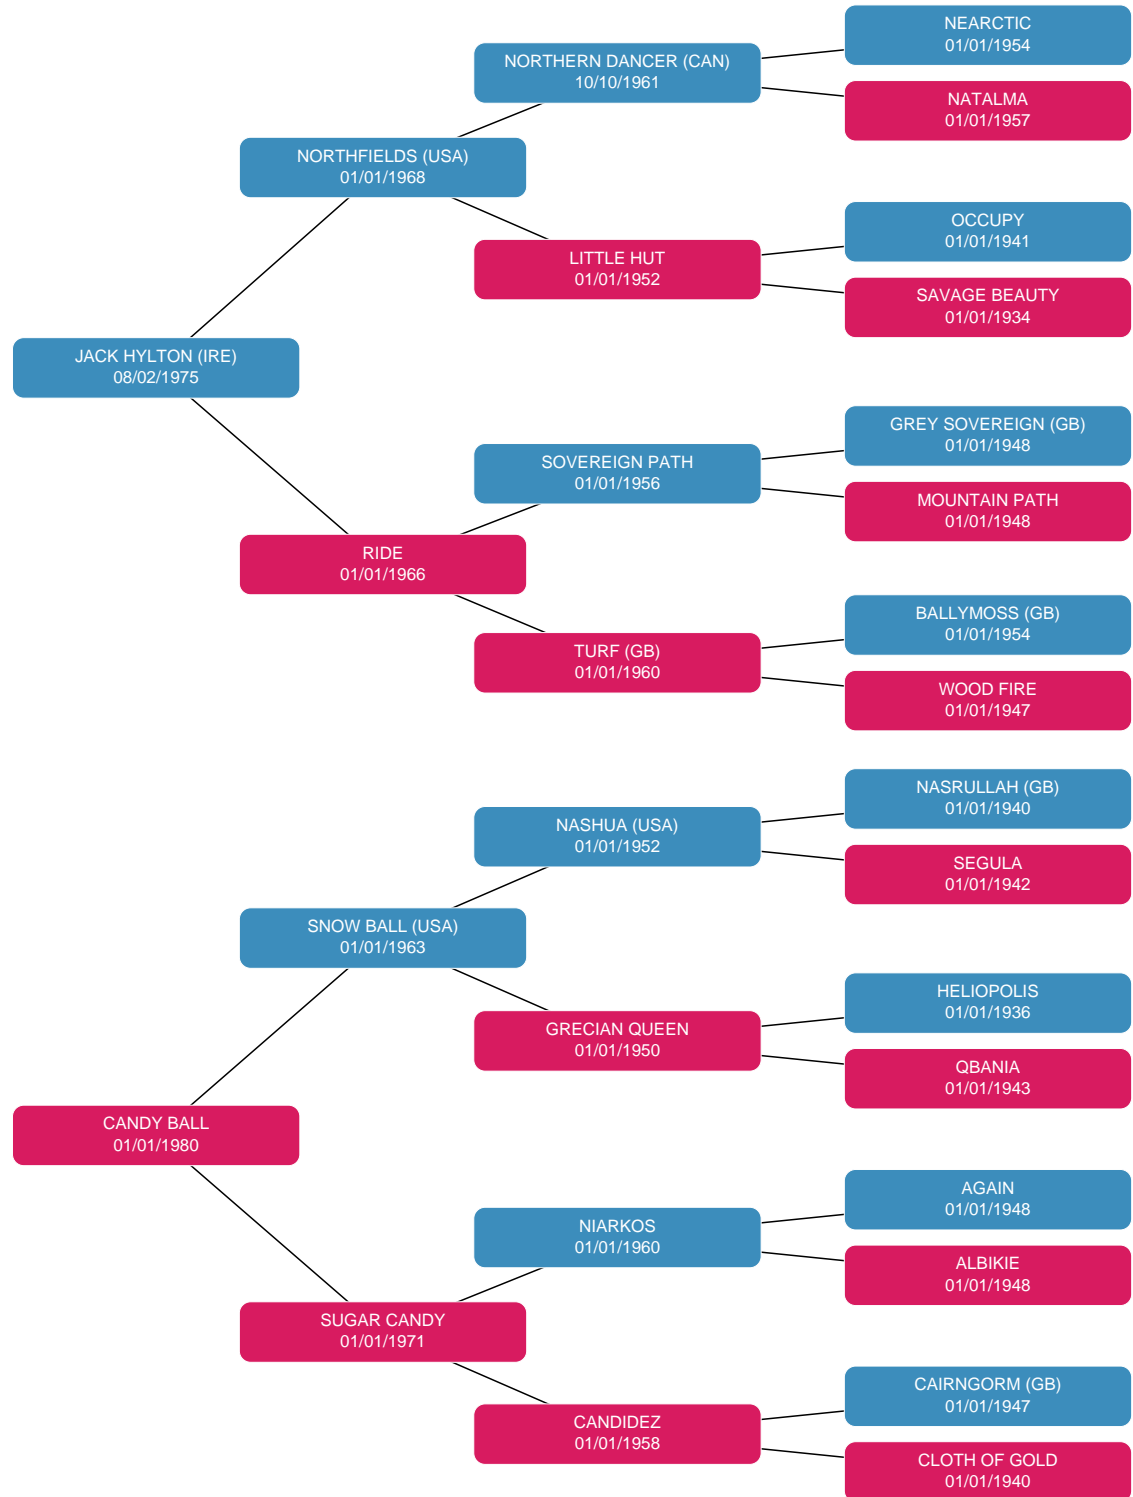 NEARCTIC
01/01/1954
NORTHERN DANCER (CAN)
10/10/1961
NATALMA
01/01/1957
NORTHFIELDS (USA)
01/01/1968
OCCUPY
01/01/1941
LITTLE HUT
01/01/1952
SAVAGE BEAUTY
01/01/1934
JACK HYLTON (IRE)
08/02/1975
GREY SOVEREIGN (GB)
01/01/1948
SOVEREIGN PATH
01/01/1956
MOUNTAIN PATH
01/01/1948
RIDE
01/01/1966
BALLYMOSS (GB)
01/01/1954
TURF (GB)
01/01/1960
WOOD FIRE
01/01/1947
NASRULLAH (GB)
01/01/1940
NASHUA (USA)
01/01/1952
SEGULA
01/01/1942
SNOW BALL (USA)
01/01/1963
HELIOPOLIS
01/01/1936
GRECIAN QUEEN
01/01/1950
QBANIA
01/01/1943
CANDY BALL
01/01/1980
AGAIN
01/01/1948
NIARKOS
01/01/1960
ALBIKIE
01/01/1948
SUGAR CANDY
01/01/1971
CAIRNGORM (GB)
01/01/1947
CANDIDEZ
01/01/1958
CLOTH OF GOLD
01/01/1940